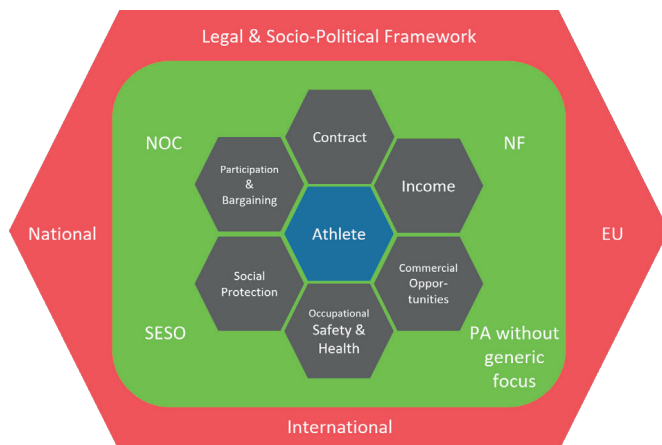 Legal & Socio-Political Framework
NOC
Contract
NF
Participation
&
Bargaining
Income
National
Athlete
EU
Social
Protection
Commercial
Oppor-
tunities
Occupational
Safety &
Health
SESO
PA without
generic
focus
International